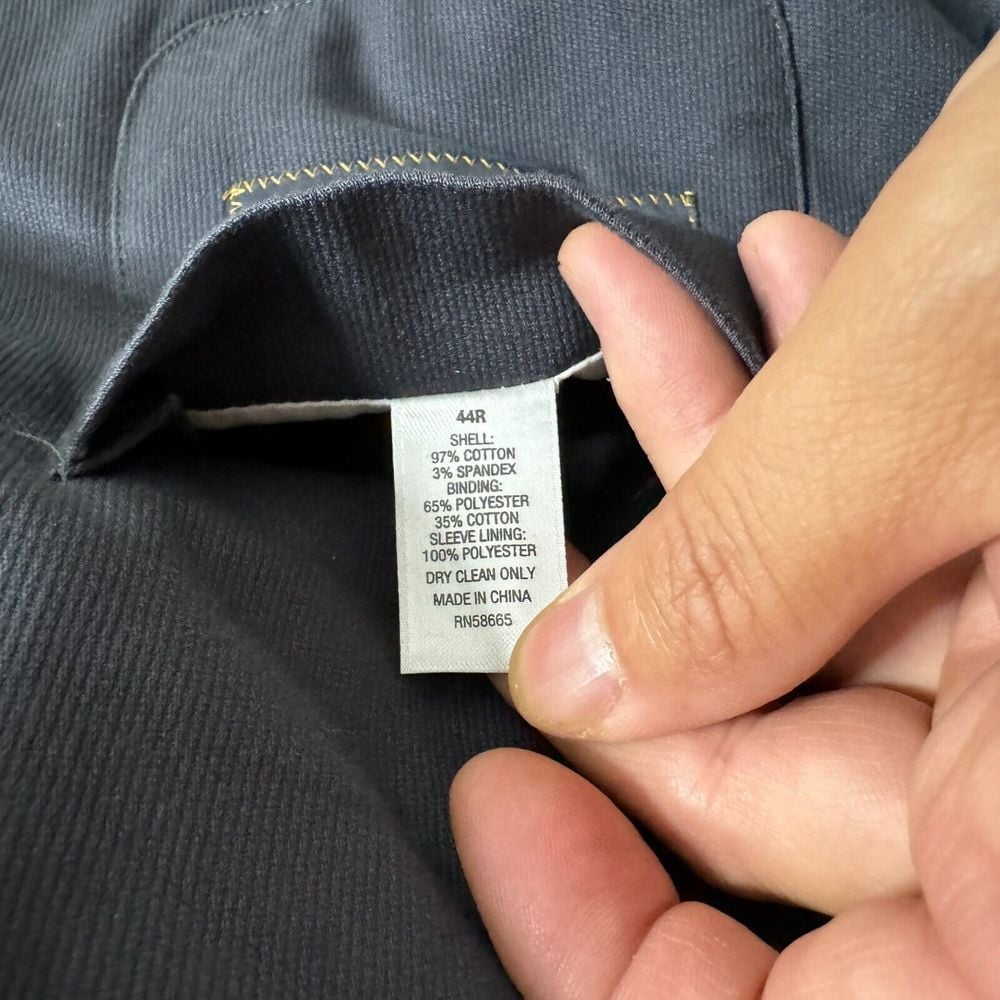 44R
SHELL:
97% COTTON
3% SPANDEX
BINDING:
65% POLYESTER
35% COTTON
SLEEVE LINING:
100% POLYESTER
DRY CLEAN ONLY
MADE IN CHINA
RN58665